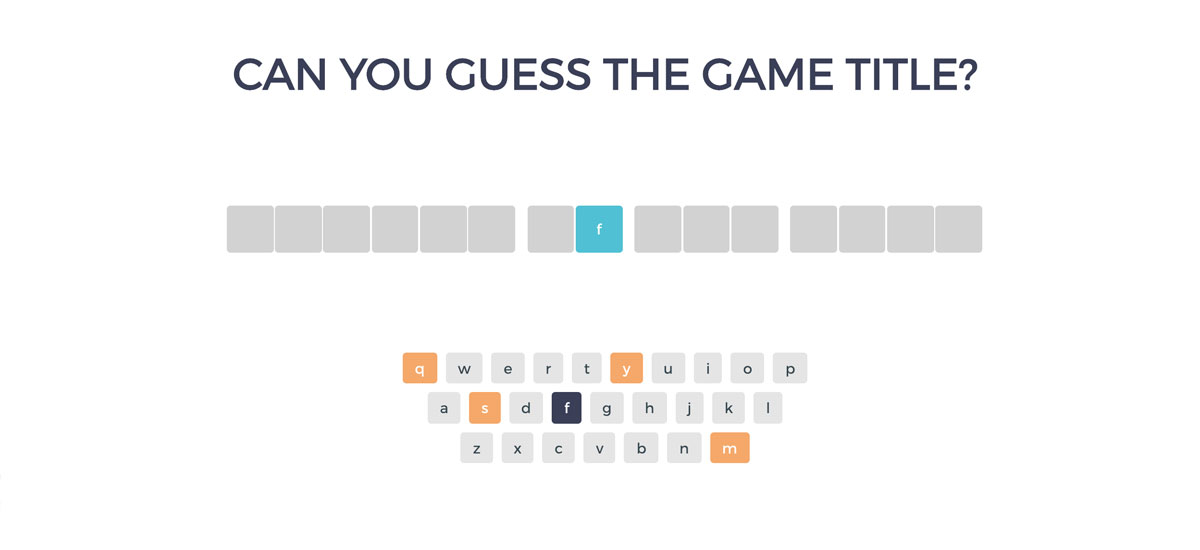 CAN YOU GUESS THE GAME TITLE?
f
q w e r t y u i o p
a s d f g h j k l
z x c v b n m